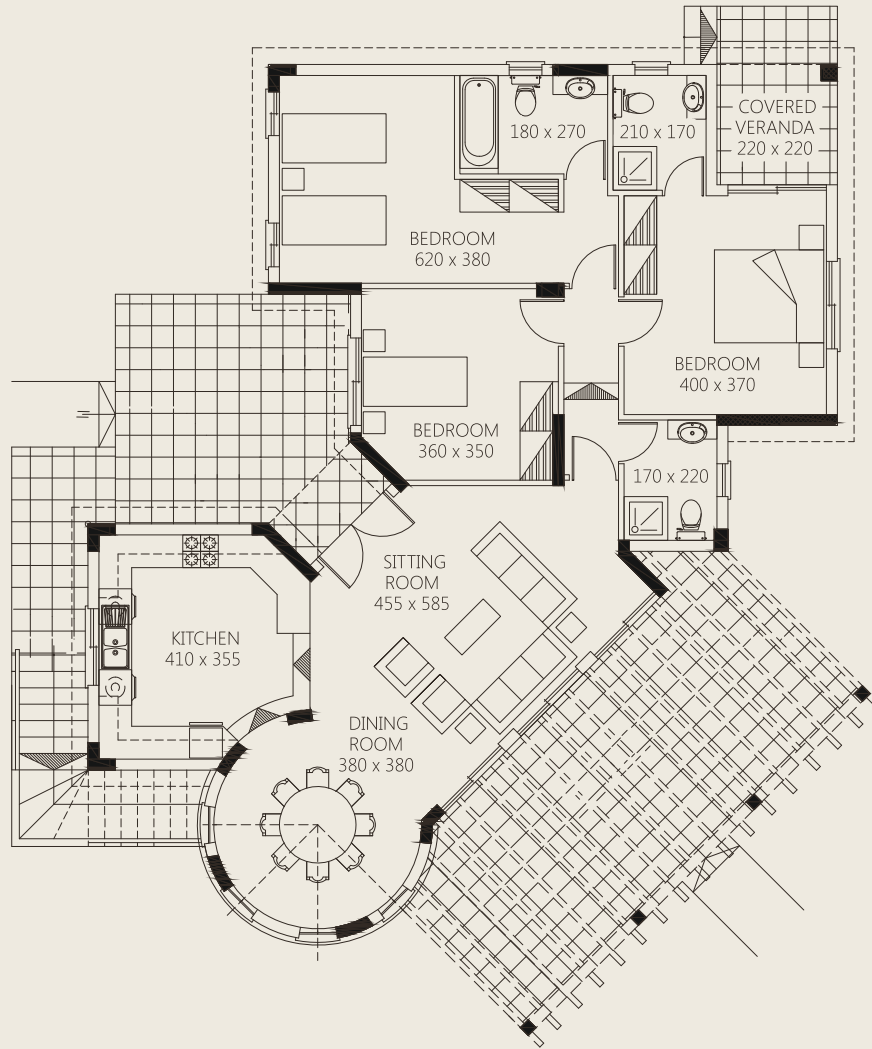 COVERED
VERANDA
220 x 220
180 x 270
210 x 170
BEDROOM
620 x 380
BEDROOM
400 x 370
BEDROOM
360 x 350
170 x 220
SITTING
ROOM
455 x 585
KITCHEN
410 x 355
DINING
ROOM
380 x 380